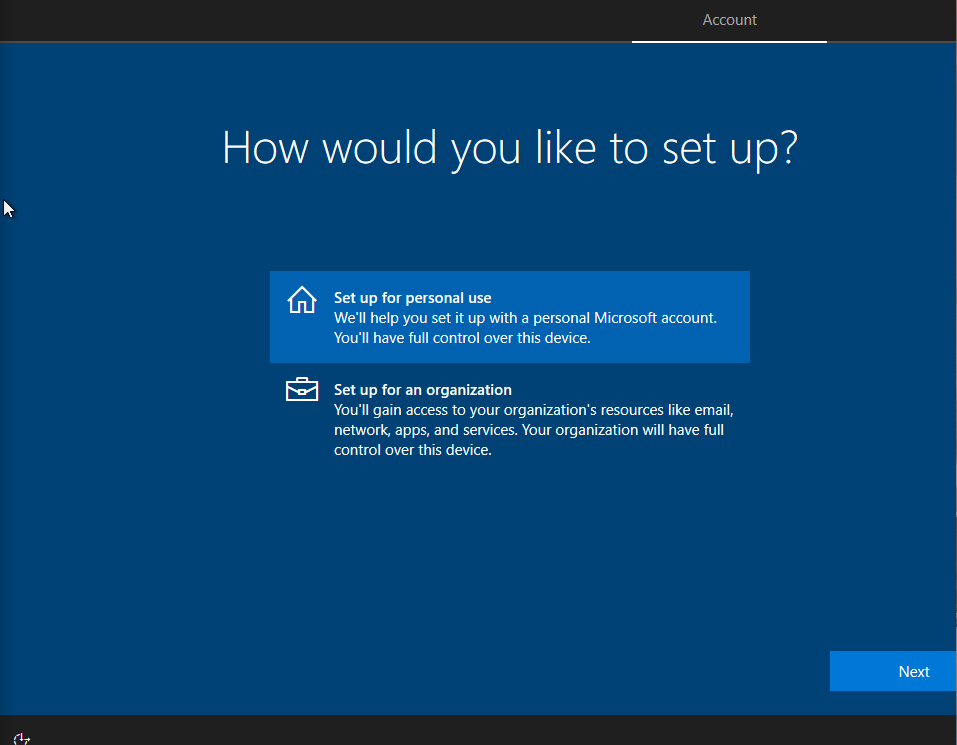 Account
How would you like to set up?
Set up for personal use
We'll help you set it up with a personal Microsoft account.
You'll have full control over this device.
Set up for an organization
You'll gain access to your organization's resources like email,
network, apps, and services. Your organization will have full
control over this device.
Next